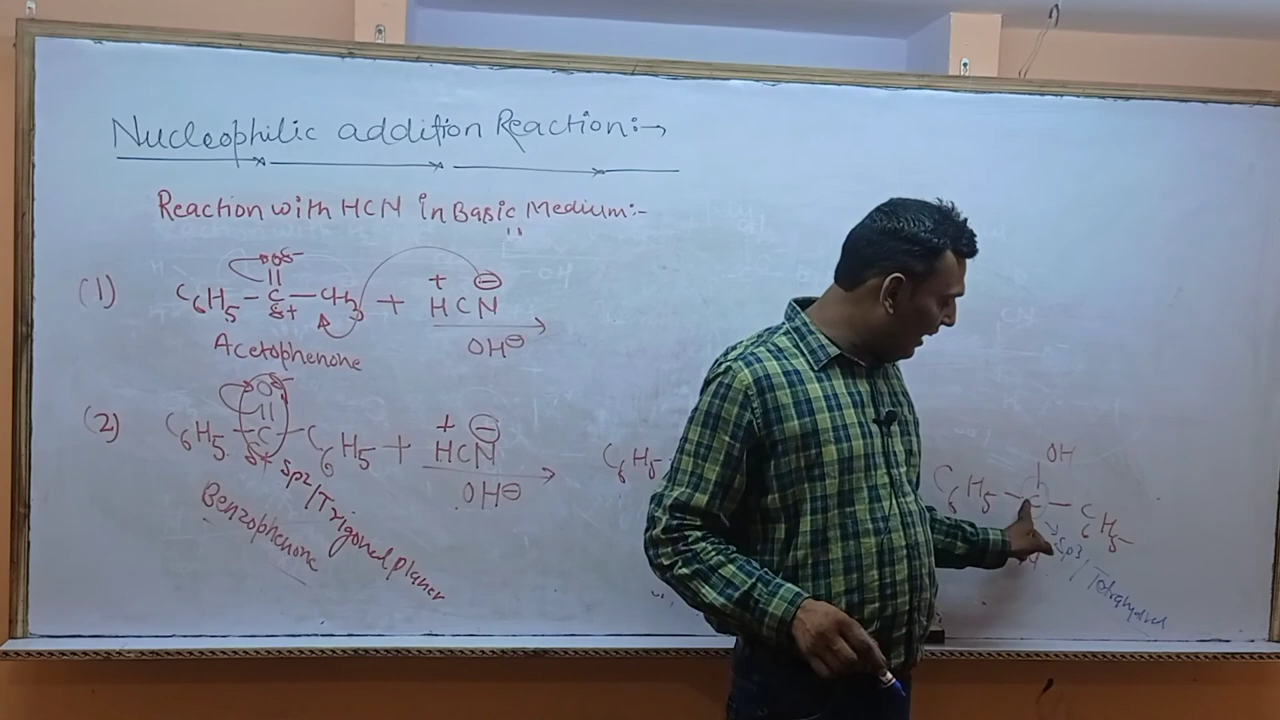 Nucleophilic addition Reaction:→
Reaction with HCN in Basic Medium:-
(1) C6H5 - C - CH3 + HCN
O δ-
δ+
+ ⊖
OH⊖
Acetophenone
(2) C6H5 - C - C6H5 + HCN
O δ-
δ+
+ ⊖
OH⊖
sp2/Trigonal planer
Benzophenone
C6H5
OH
C6H5 - C - C6H5
sp3/Tetrahydral